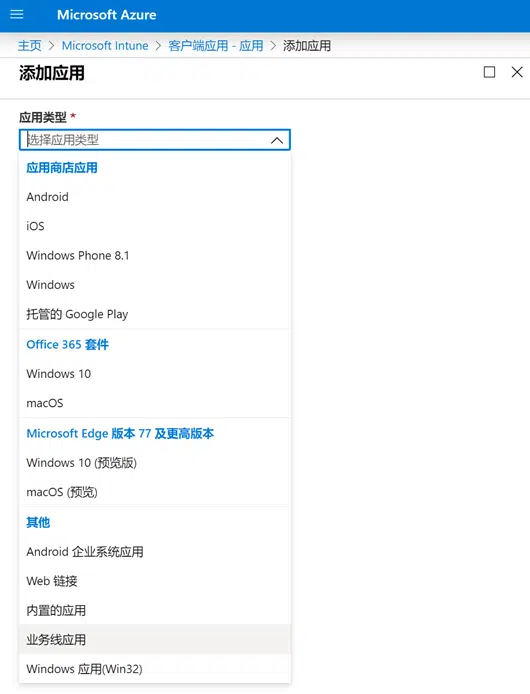 Microsoft Azure
主页 > Microsoft Intune > 客户端应用 - 应用 > 添加应用
添加应用
应用类型 *
选择应用类型
应用商店应用
Android
iOS
Windows Phone 8.1
Windows
托管的 Google Play
Office 365 套件
Windows 10
macOS
Microsoft Edge 版本 77 及更高版本
Windows 10 (预览版)
macOS (预览)
其他
Android 企业系统应用
Web 链接
内置的应用
业务线应用
Windows 应用(Win32)